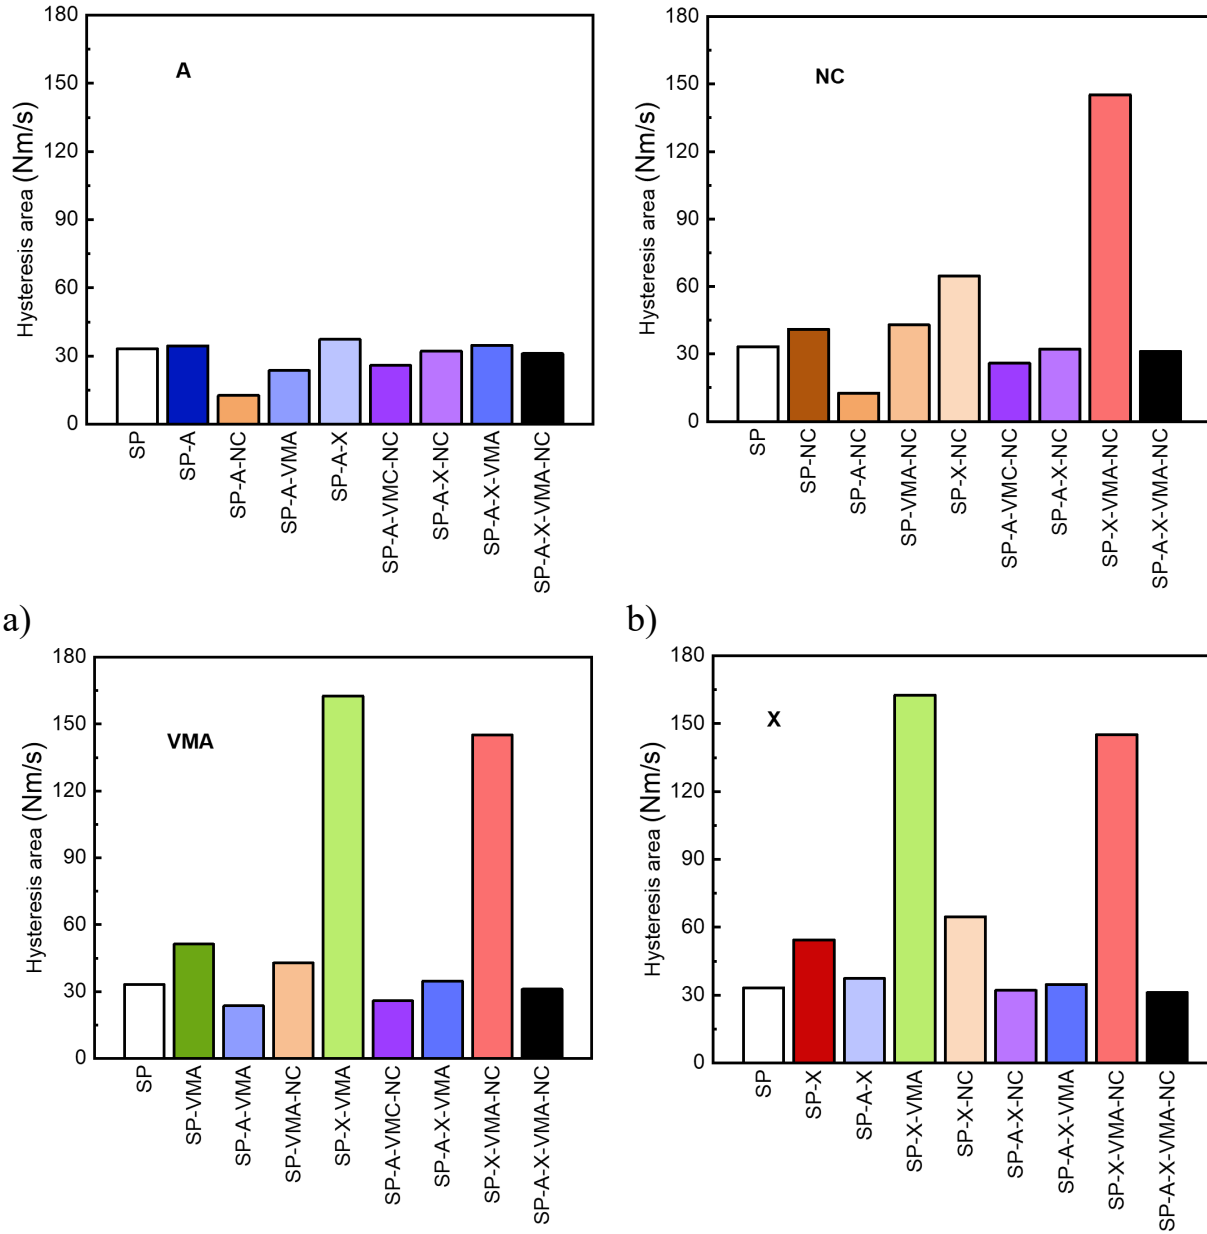 180
150
120
90
60
30
0
Hysteresis area (Nm/s)
A
SP
SP-A
SP-A-NC
SP-A-VMA
SP-A-X
SP-A-VMC-NC
SP-A-X-NC
SP-A-X-VMA
SP-A-X-VMA-NC
180
150
120
90
60
30
0
Hysteresis area (Nm/s)
NC
SP
SP-NC
SP-A-NC
SP-VMA-NC
SP-X-NC
SP-A-VMC-NC
SP-A-X-NC
SP-X-VMA-NC
SP-A-X-VMA-NC
a)
b)
180
150
120
90
60
30
0
Hysteresis area (Nm/s)
VMA
SP
SP-VMA
SP-A-VMA
SP-VMA-NC
SP-X-VMA
SP-A-VMC-NC
SP-A-X-VMA
SP-X-VMA-NC
SP-A-X-VMA-NC
180
150
120
90
60
30
0
Hysteresis area (Nm/s)
X
SP
SP-X
SP-A-X
SP-X-VMA
SP-X-NC
SP-A-X-NC
SP-A-X-VMA
SP-X-VMA-NC
SP-A-X-VMA-NC